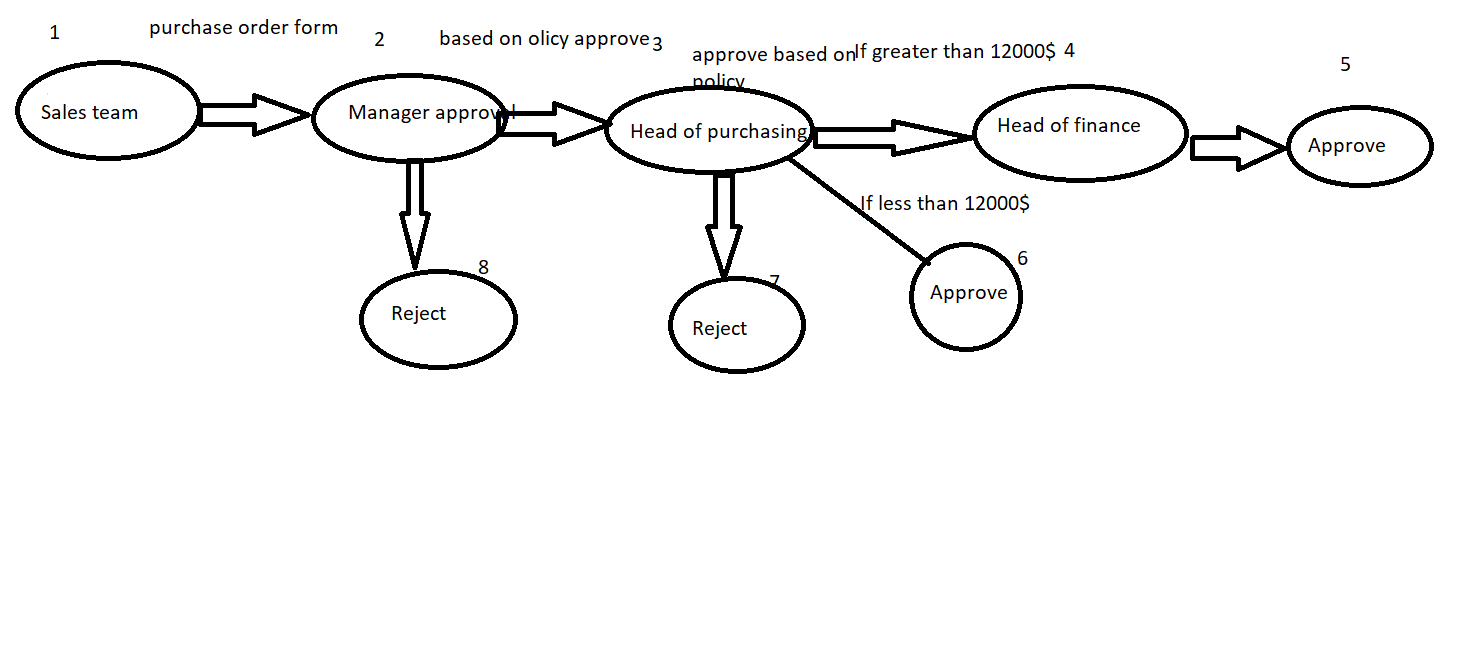 1
purchase order form
2
based on olicy approve
3
approve based on
policy
If greater than 12000$
4
5
Sales team
Manager approval
Head of purchasing
Head of finance
Approve
If less than 12000$
8
Reject
7
Reject
6
Approve